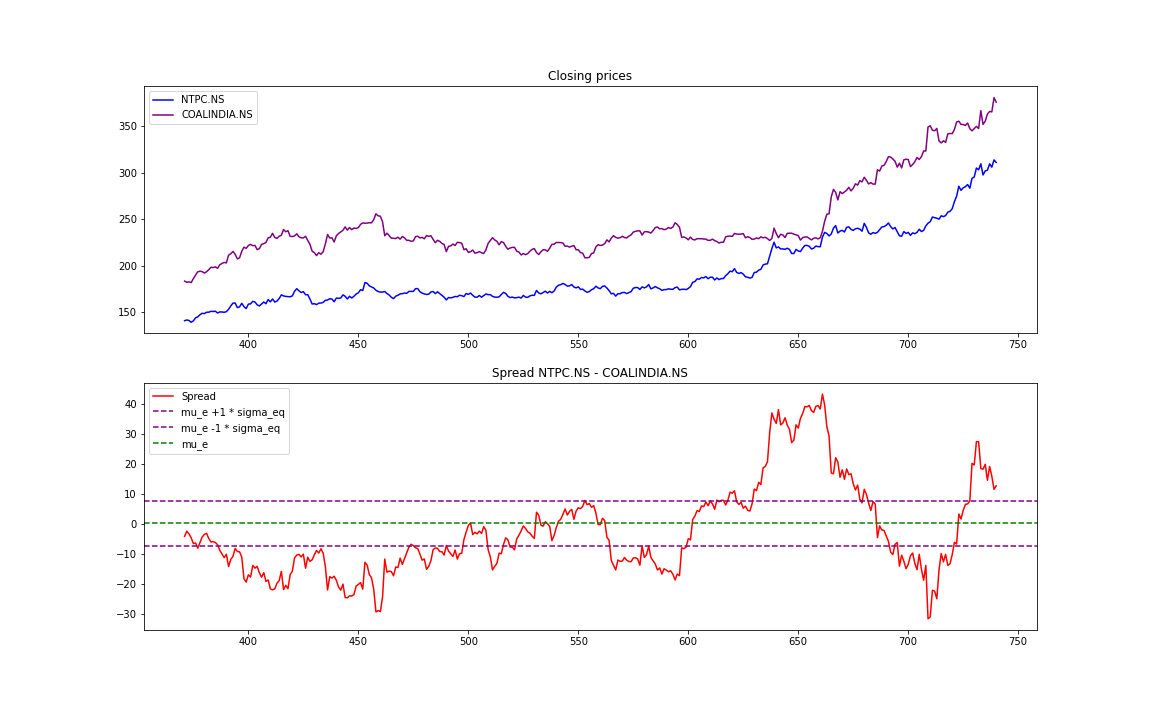 Closing prices
NTPC.NS
COALINDIA.NS
350
300
250
200
150
400 450 500 550 600 650 700 750
Spread NTPC.NS - COALINDIA.NS
Spread
mu_e +1 * sigma_eq
mu_e -1 * sigma_eq
mu_e
40
30
20
10
0
−10
−20
−30
400 450 500 550 600 650 700 750